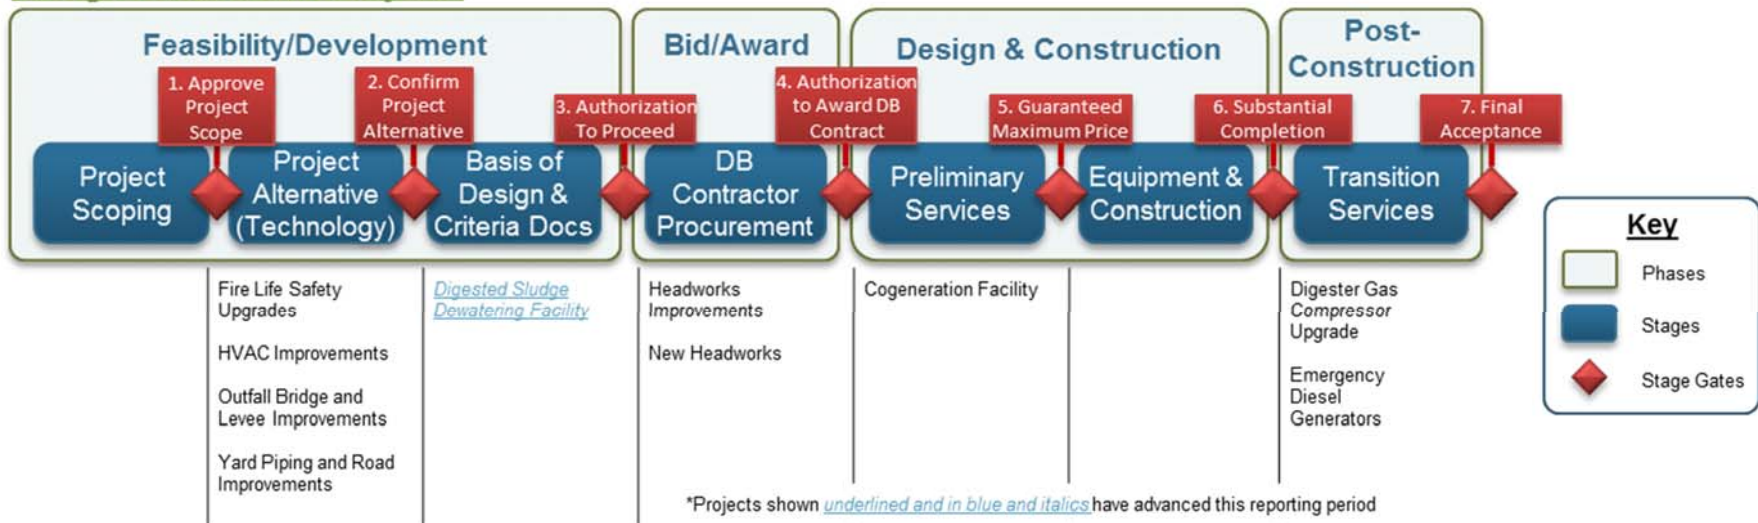 Feasibility/Development
Bid/Award
Design & Construction
Post-
Construction
1. Approve
Project
Scope
2. Confirm
Project
Alternative
3. Authorization
To Proceed
4. Authorization
to Award DB
Contract
5. Guaranteed
Maximum Price
6. Substantial
Completion
7. Final
Acceptance
Project
Scoping
Project
Alternative
(Technology)
Basis of
Design &
Criteria Docs
DB
Contractor
Procurement
Preliminary
Services
Equipment &
Construction
Transition
Services
Fire Life Safety
Upgrades
HVAC Improvements
Outfall Bridge and
Levee Improvements
Yard Piping and Road
Improvements
Digested Sludge
Dewatering Facility
Headworks
Improvements
New Headworks
Cogeneration Facility
Digester Gas
Compressor
Upgrade
Emergency
Diesel
Generators
*Projects shown underlined and in blue and italics have advanced this reporting period
Key
Phases
Stages
Stage Gates